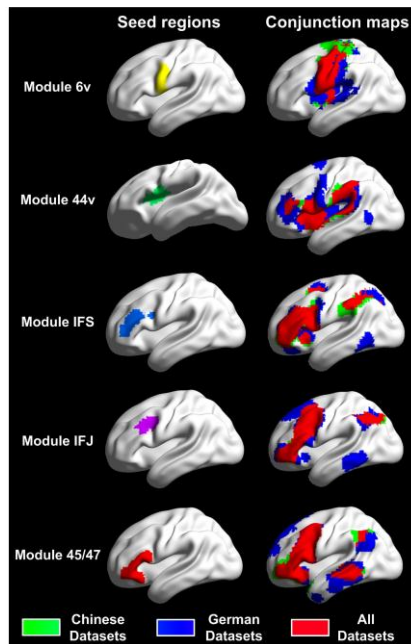 Seed regions Conjunction maps
Module 6v
Module 44v
Module IFS
Module IFJ
Module 45/47
Chinese Datasets
German Datasets
All Datasets